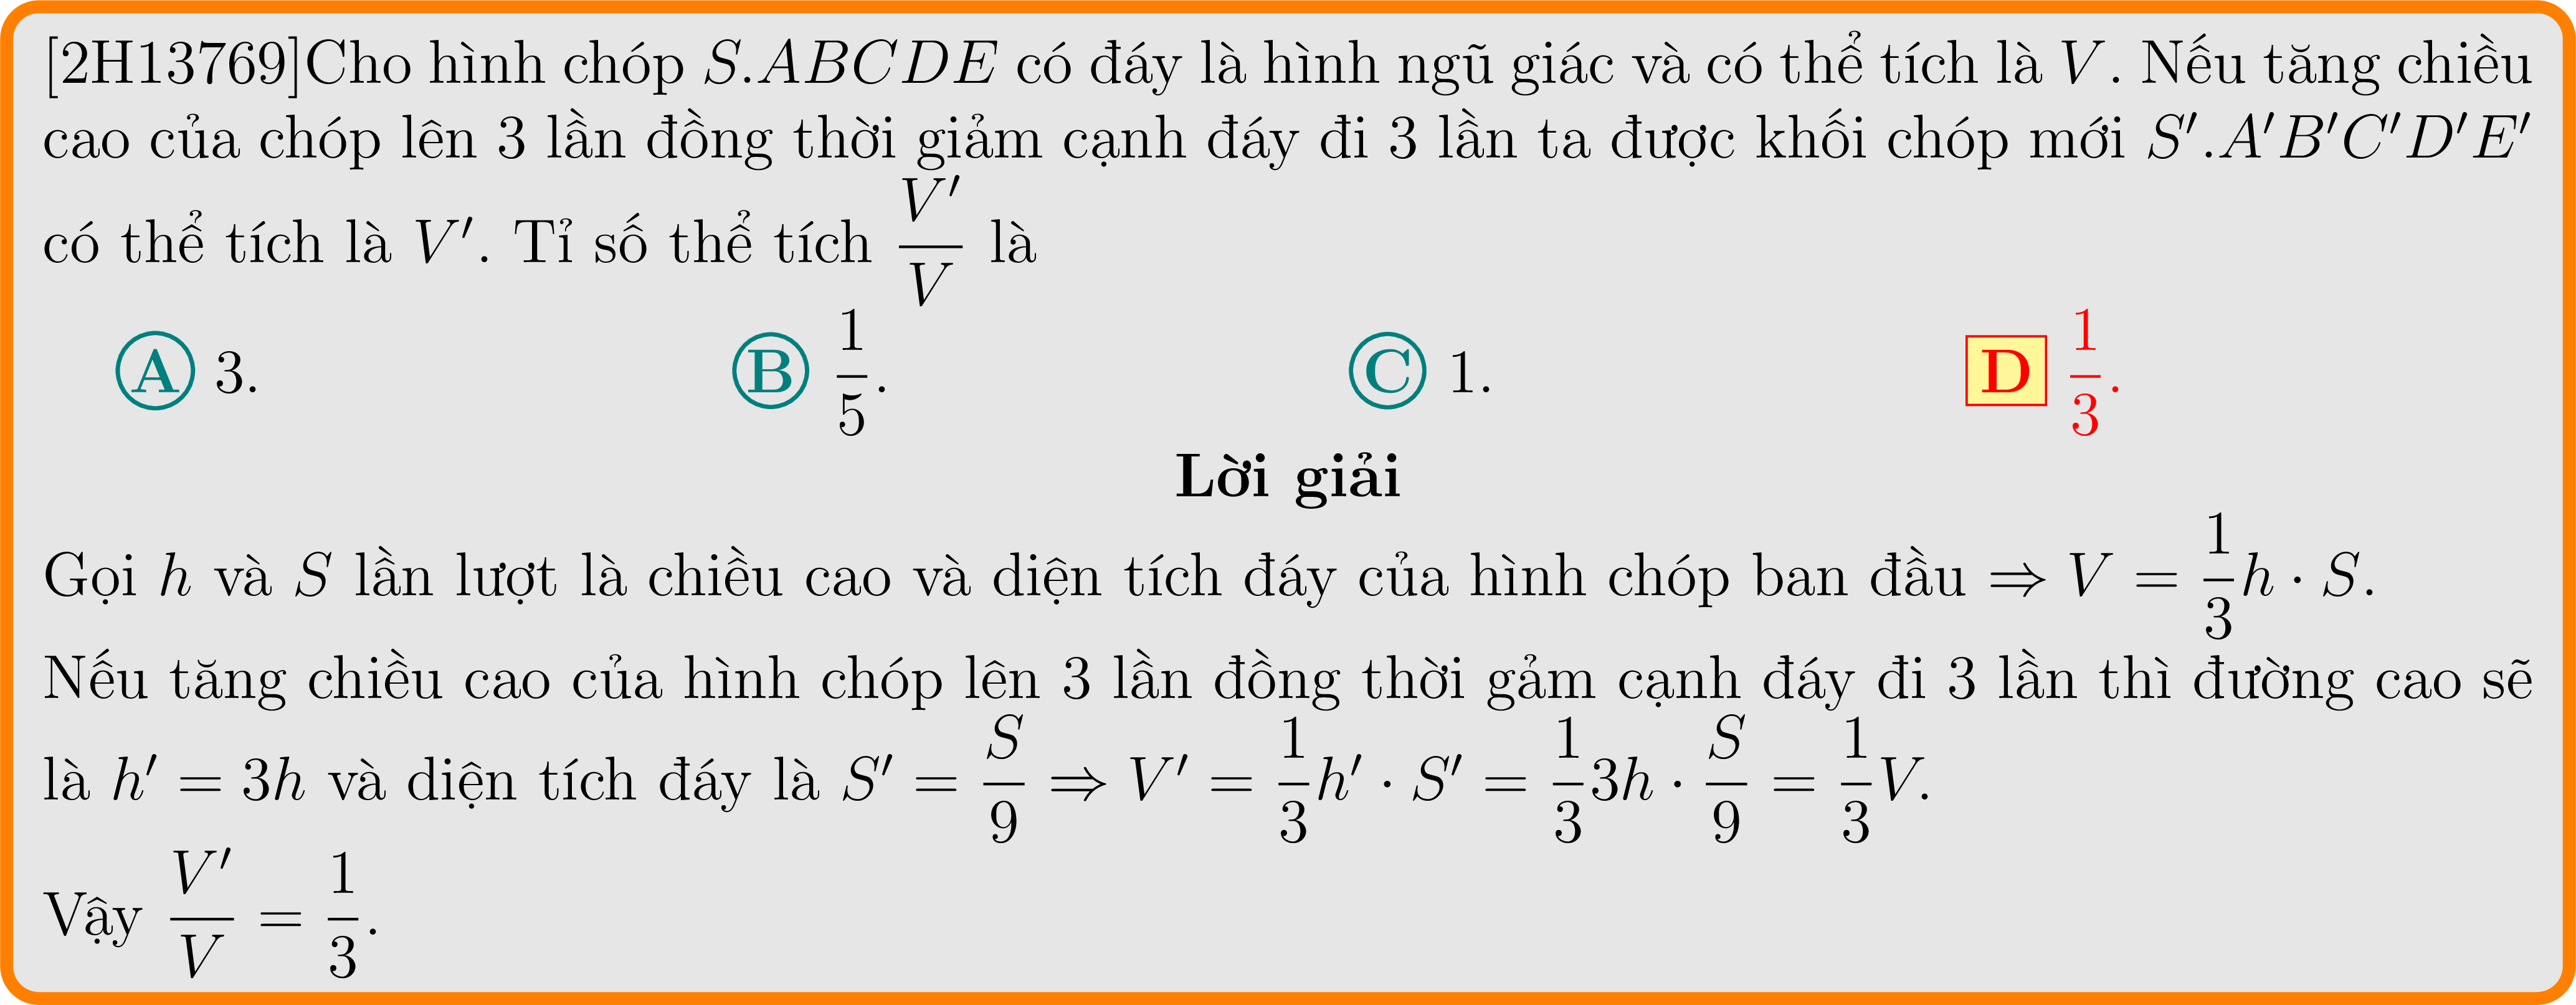 [2H13769]Cho hình chóp S.ABCDE có đáy là hình ngũ giác và có thể tích là V. Nếu tăng chiều
cao của chóp lên 3 lần đồng thời giảm cạnh đáy đi 3 lần ta được khối chóp mới S′.A′B′C′D′E′
có thể tích là V′. Tỉ số thể tích \frac{V′}{V} là
A 3. B \frac{1}{5}. C 1. D \frac{1}{3}.
Lời giải
Gọi h và S lần lượt là chiều cao và diện tích đáy của hình chóp ban đầu ⇒ V = \frac{1}{3}h · S.
Nếu tăng chiều cao của hình chóp lên 3 lần đồng thời gảm cạnh đáy đi 3 lần thì đường cao sẽ
là h′ = 3h và diện tích đáy là S′ = \frac{S}{9} ⇒ V′ = \frac{1}{3}h′ · S′ = \frac{1}{3}3h · \frac{S}{9} = \frac{1}{3}V.
Vậy \frac{V′}{V} = \frac{1}{3}.